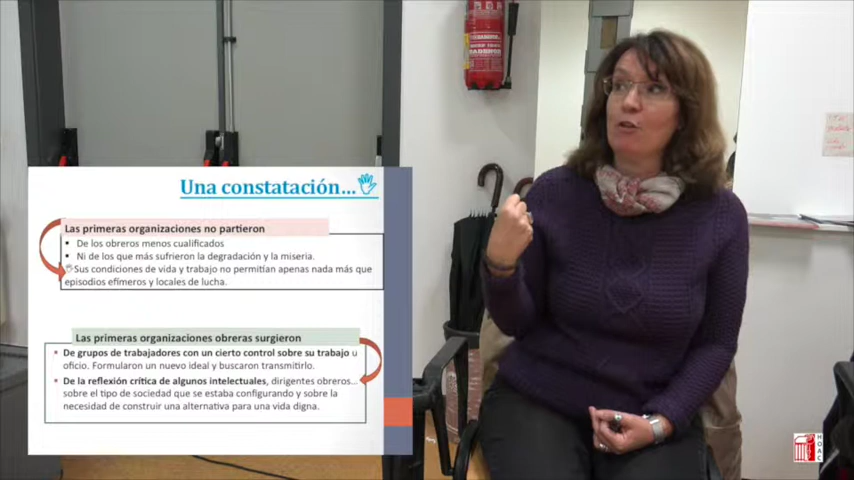 Una constatación...
Las primeras organizaciones no partieron
• De los obreros menos cualificados
• Ni de los que más sufrieron la degradación y la miseria.
Sus condiciones de vida y trabajo no permitían apenas nada más que
episodios efímeros y locales de lucha.
Las primeras organizaciones obreras surgieron
• De grupos de trabajadores con un cierto control sobre su trabajo u
oficio. Formularon un nuevo ideal y buscaron transmitirlo.
• De la reflexión crítica de algunos intelectuales, dirigentes obreros...
sobre el tipo de sociedad que se estaba configurando y sobre la
necesidad de construir una alternativa para una vida digna.
HOAC